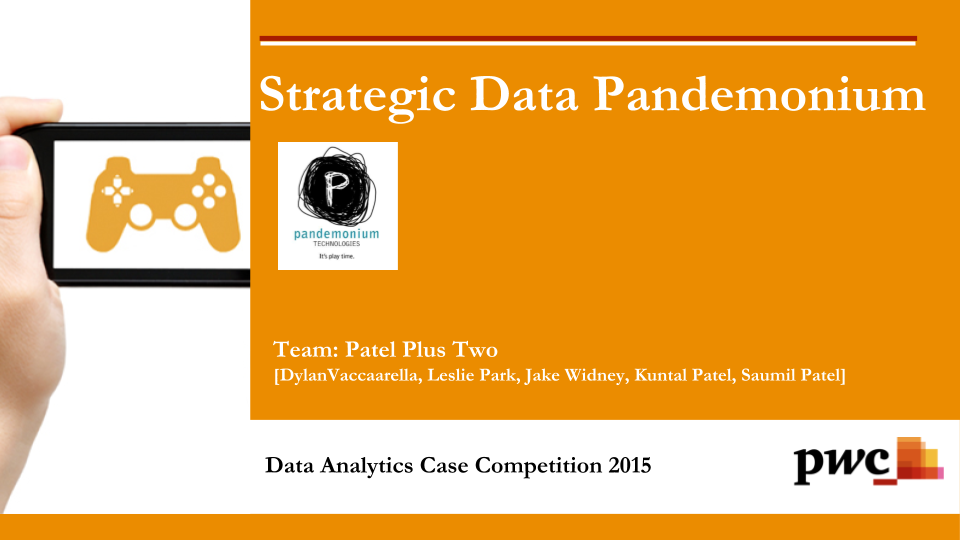 Strategic Data Pandemonium
P
pandemonium
TECHNOLOGIES
It's play time.
Team: Patel Plus Two
[DylanVaccaarella, Leslie Park, Jake Widney, Kuntal Patel, Saumil Patel]
Data Analytics Case Competition 2015
pwc